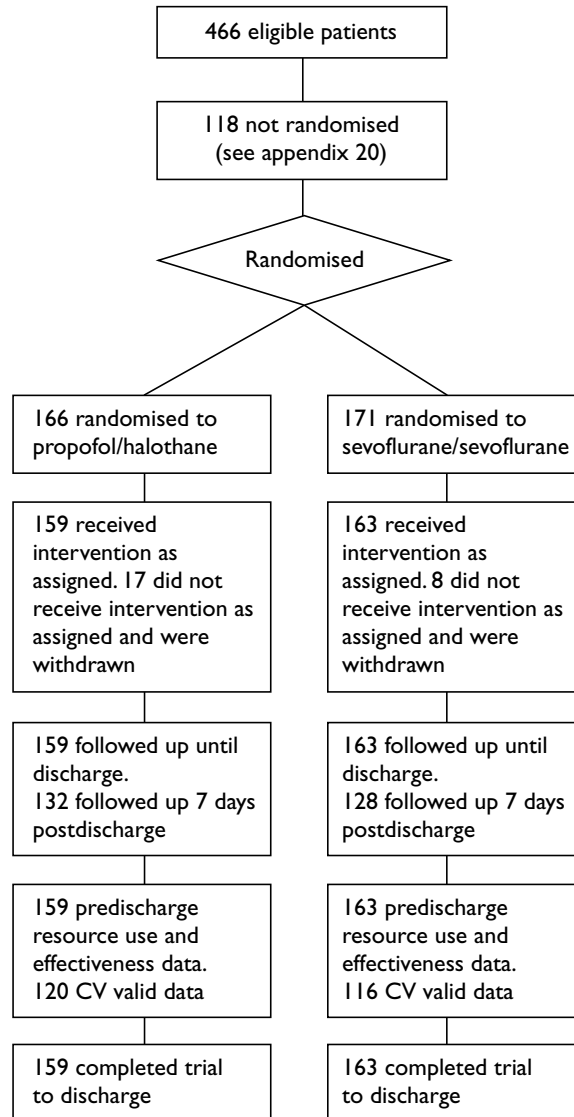 466 eligible patients
118 not randomised
(see appendix 20)
Randomised
166 randomised to
propofol/halothane
159 received
intervention as
assigned. 17 did not
receive intervention as
assigned and were
withdrawn
159 followed up until
discharge.
132 followed up 7 days
postdischarge
159 predischarge
resource use and
effectiveness data.
120 CV valid data
159 completed trial
to discharge
171 randomised to
sevoflurane/sevoflurane
163 received
intervention as
assigned. 8 did not
receive intervention as
assigned and were
withdrawn
163 followed up until
discharge.
128 followed up 7 days
postdischarge
163 predischarge
resource use and
effectiveness data.
116 CV valid data
163 completed trial
to discharge